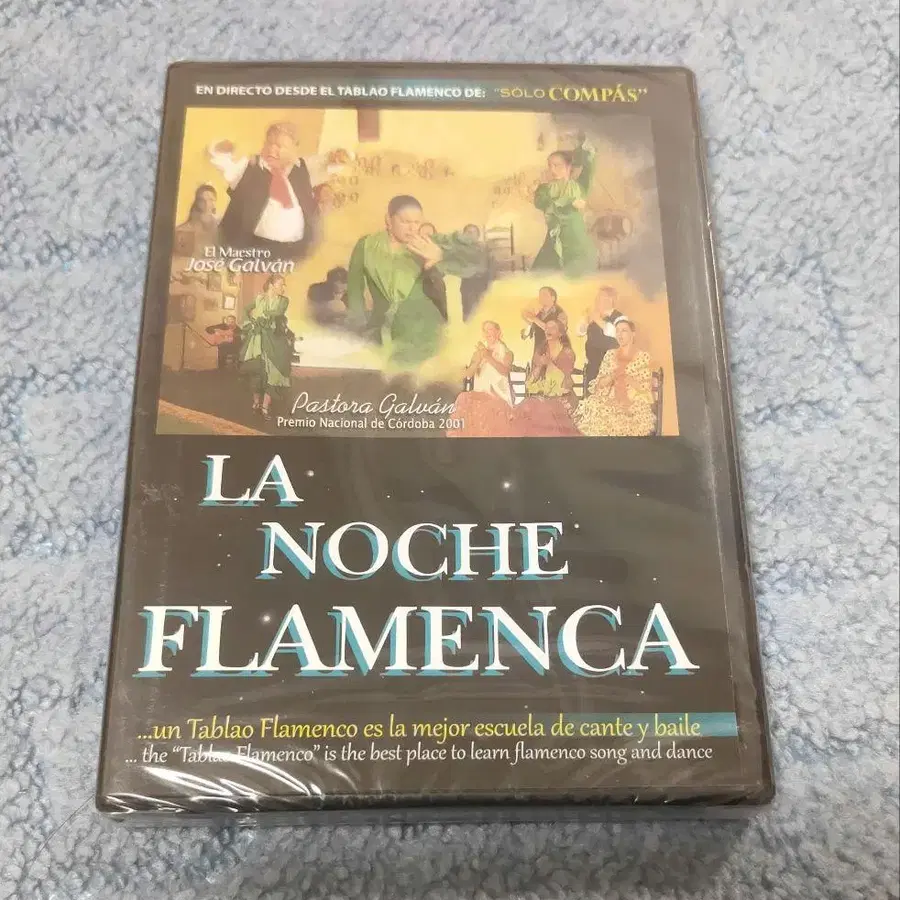 EN DIRECTO DESDE EL TABLAO FLAMENCO DE: "SÓLO COMPÁS"
El Maestro
José Galván
Pastora Galván
Premio Nacional de Córdoba 2001
LA
NOCHE
FLAMENCA
...un Tablao Flamenco es la mejor escuela de cante y baile
... the "Tablao Flamenco" is the best place to learn flamenco song and dance